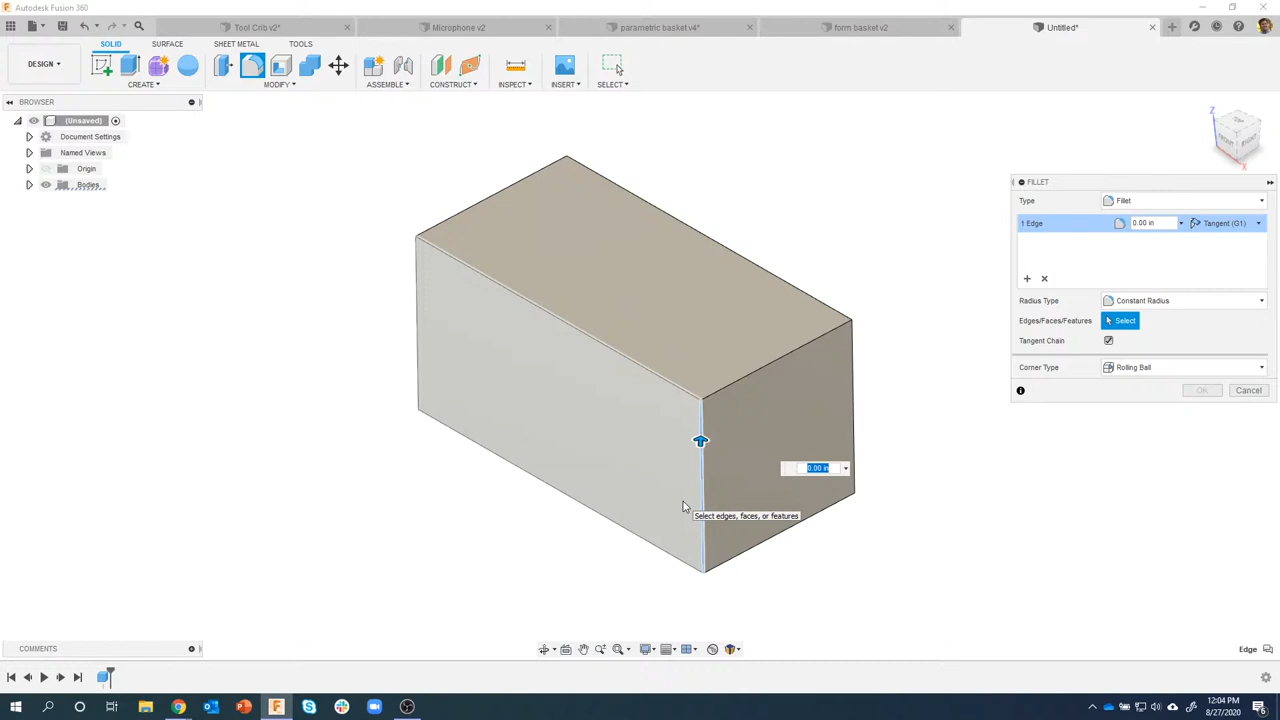 Autodesk Fusion 360
Tool Crib v2*
Microphone v2
parametric basket v4*
form basket v2
Untitled*
DESIGN
SOLID
SURFACE
SHEET METAL
TOOLS
CREATE
MODIFY
ASSEMBLE
CONSTRUCT
INSPECT
INSERT
SELECT
BROWSER
(Unsaved)
Document Settings
Named Views
Origin
Bodies
Z
TOP
FRONT
RIGHT
X
FILLET
Type
Fillet
1 Edge
0.00 in
Tangent (G1)
Radius Type
Constant Radius
Edges/Faces/Features
Select
Tangent Chain
Corner Type
Rolling Ball
OK
Cancel
0.00 in
Select edges, faces, or features
COMMENTS
Edge
12:04 PM
8/27/2020
6